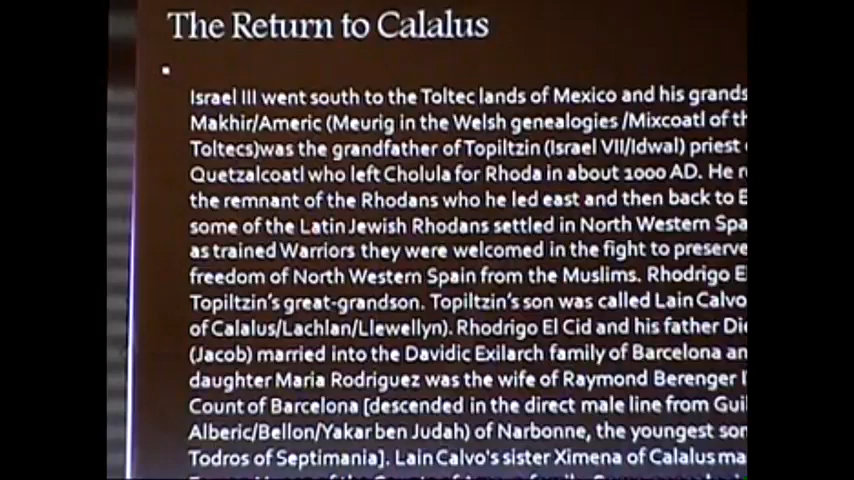 The Return to Calalus
Israel III went south to the Toltec lands of Mexico and his grands
Makhir/Americ (Meurig in the Welsh genealogies /Mixcoatl of th
Toltecs)was the grandfather of Topiltzin (Israel VII/Idwal) priest
Quetzalcoatl who left Cholula for Rhoda in about 1000 AD. He
the remnant of the Rhodans who he led east and then back to E
some of the Latin Jewish Rhodans settled in North Western Spa
as trained Warriors they were welcomed in the fight to preserve
freedom of North Western Spain from the Muslims. Rhodrigo E
Topiltzin's great-grandson. Topiltzin's son was called Lain Calvo
of Calalus/Lachlan/Llewellyn). Rhodrigo El Cid and his father Di
(Jacob) married into the Davidic Exilarch family of Barcelona an
daughter Maria Rodriguez was the wife of Raymond Berenger
Count of Barcelona [descended in the direct male line from Gui
Alberic/Bellon/Yakar ben Judah) of Narbonne, the youngest son
Todros of Septimania]. Lain Calvo's sister Ximena of Calalus ma